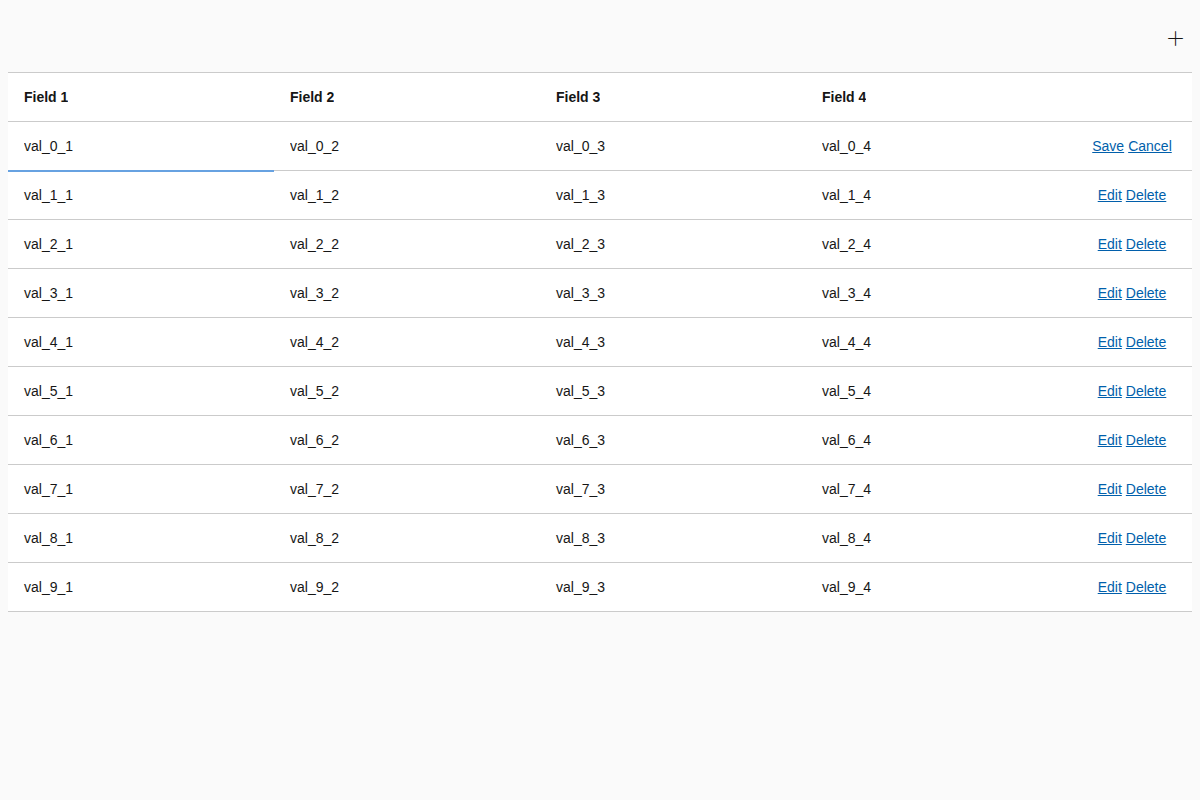 Field 1 Field 2 Field 3 Field 4
val_0_1 val_0_2 val_0_3 val_0_4 Save Cancel
val_1_1 val_1_2 val_1_3 val_1_4 Edit Delete
val_2_1 val_2_2 val_2_3 val_2_4 Edit Delete
val_3_1 val_3_2 val_3_3 val_3_4 Edit Delete
val_4_1 val_4_2 val_4_3 val_4_4 Edit Delete
val_5_1 val_5_2 val_5_3 val_5_4 Edit Delete
val_6_1 val_6_2 val_6_3 val_6_4 Edit Delete
val_7_1 val_7_2 val_7_3 val_7_4 Edit Delete
val_8_1 val_8_2 val_8_3 val_8_4 Edit Delete
val_9_1 val_9_2 val_9_3 val_9_4 Edit Delete